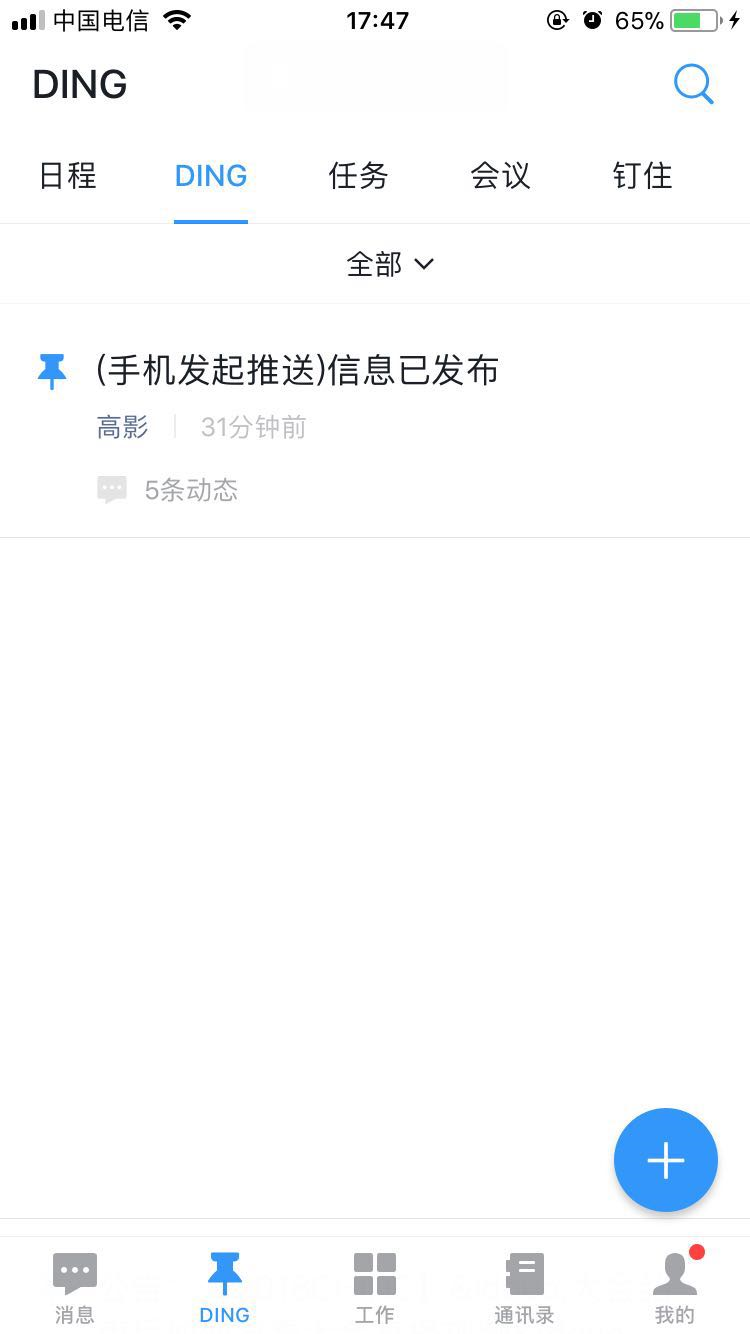 中国电信 17:47 65%
DING
日程 DING 任务 会议 钉住
全部
(手机发起推送)信息已发布
高影 31分钟前
5条动态
消息 DING 工作 通讯录 我的